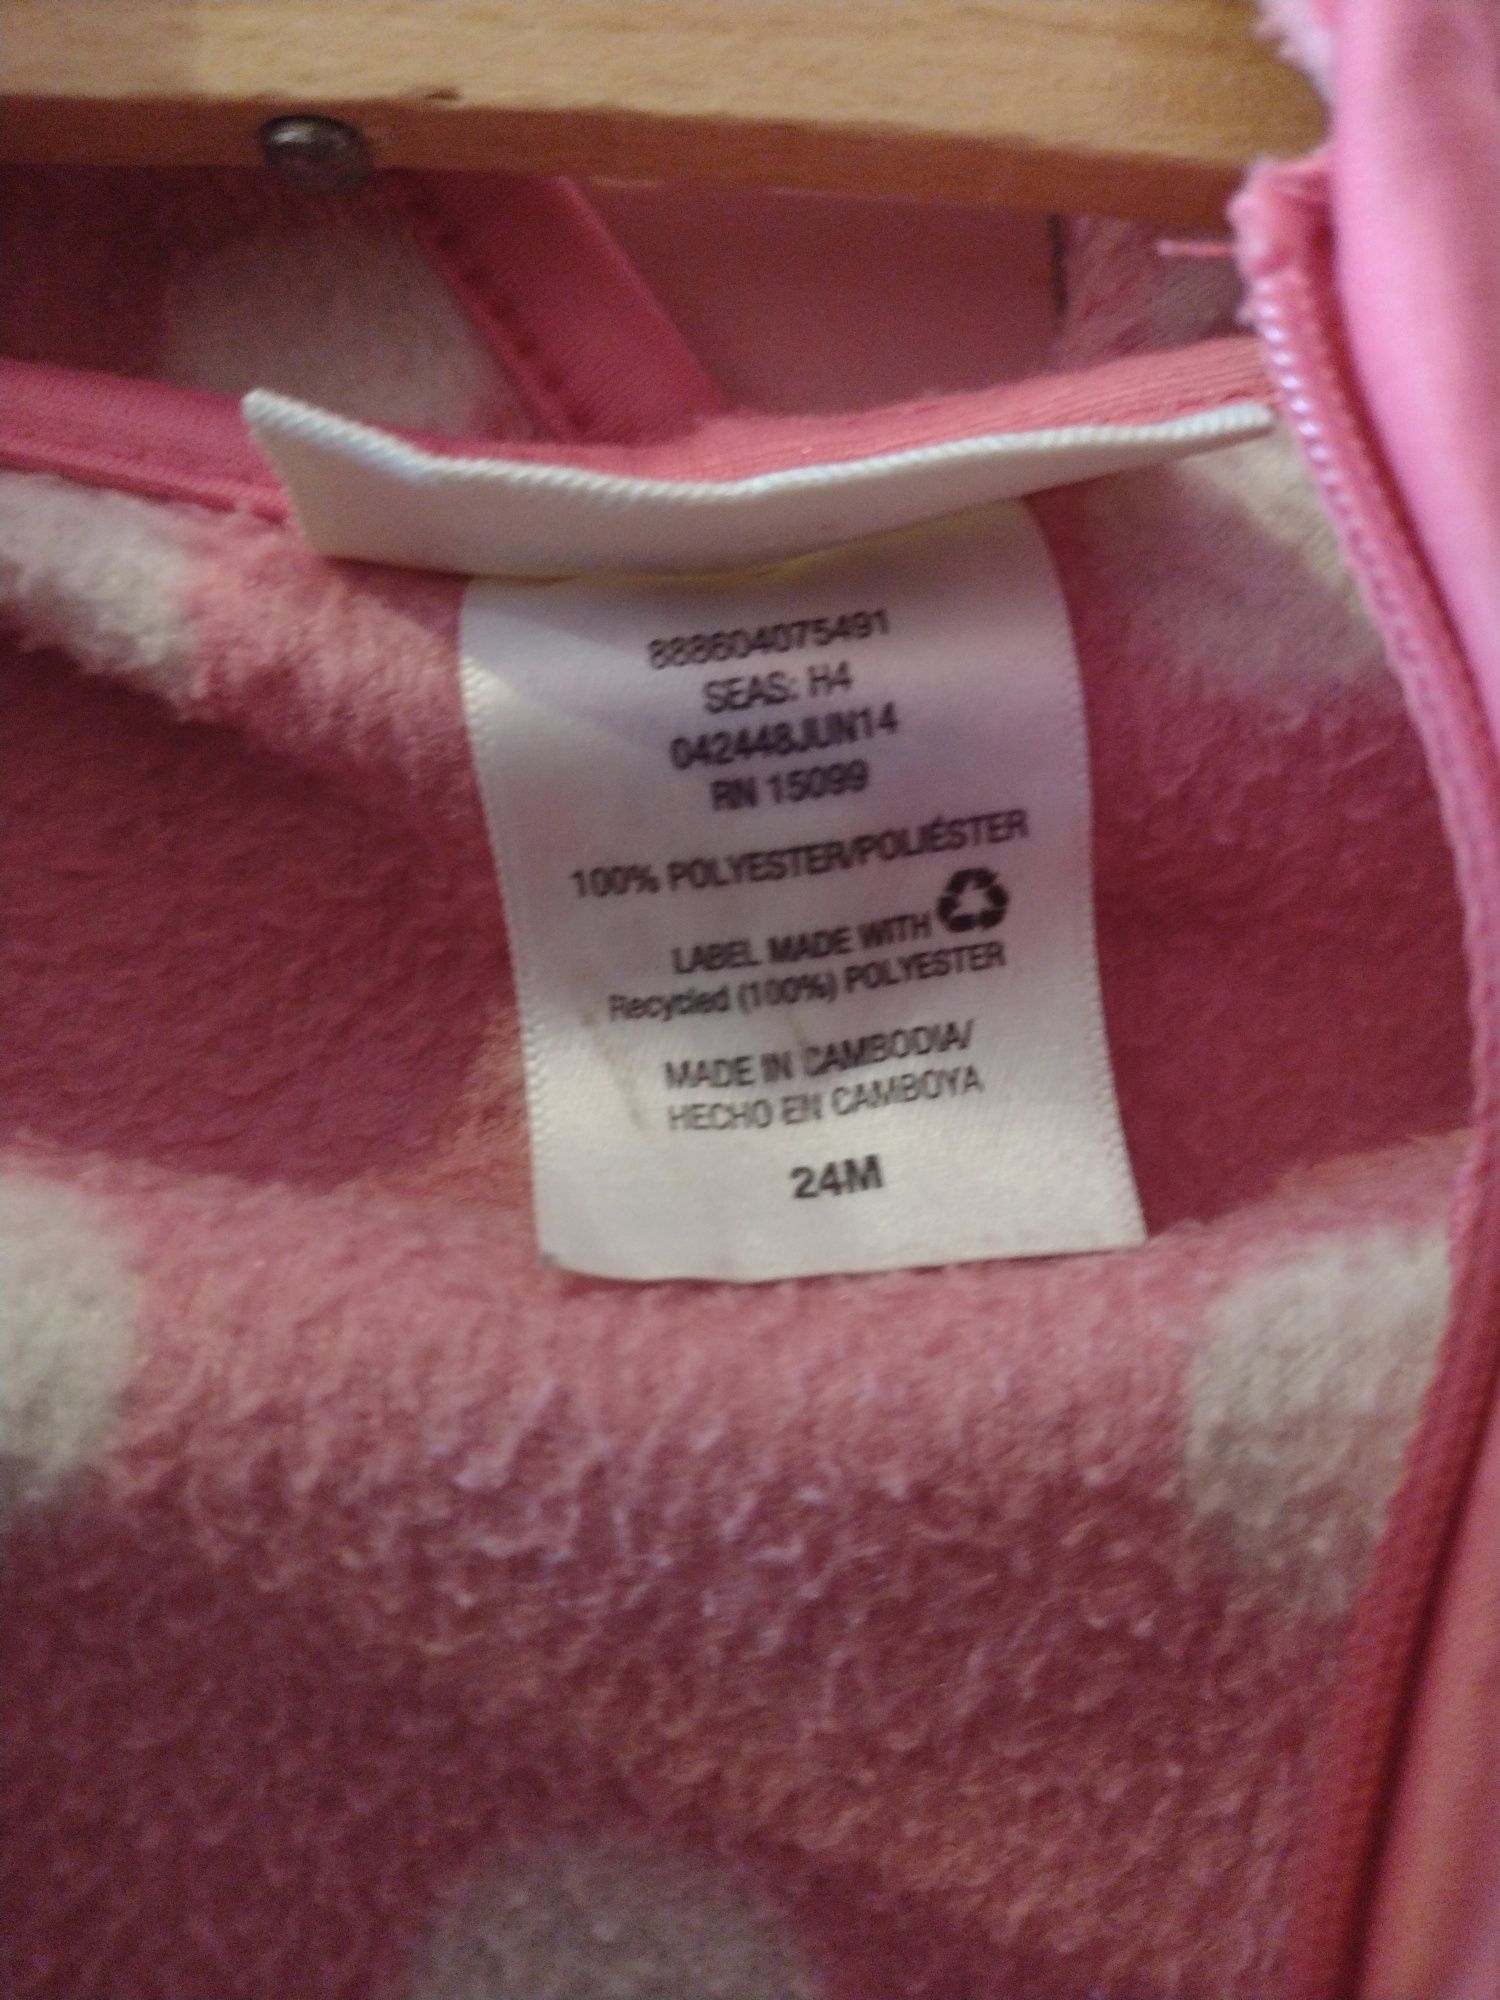 888604075491
SEAS: H4
042448JUN14
RN 15099
100% POLYESTER/POLIÉSTER
LABEL MADE WITH
Recycled (100%) POLYESTER
MADE IN CAMBODIA/
HECHO EN CAMBOYA
24M